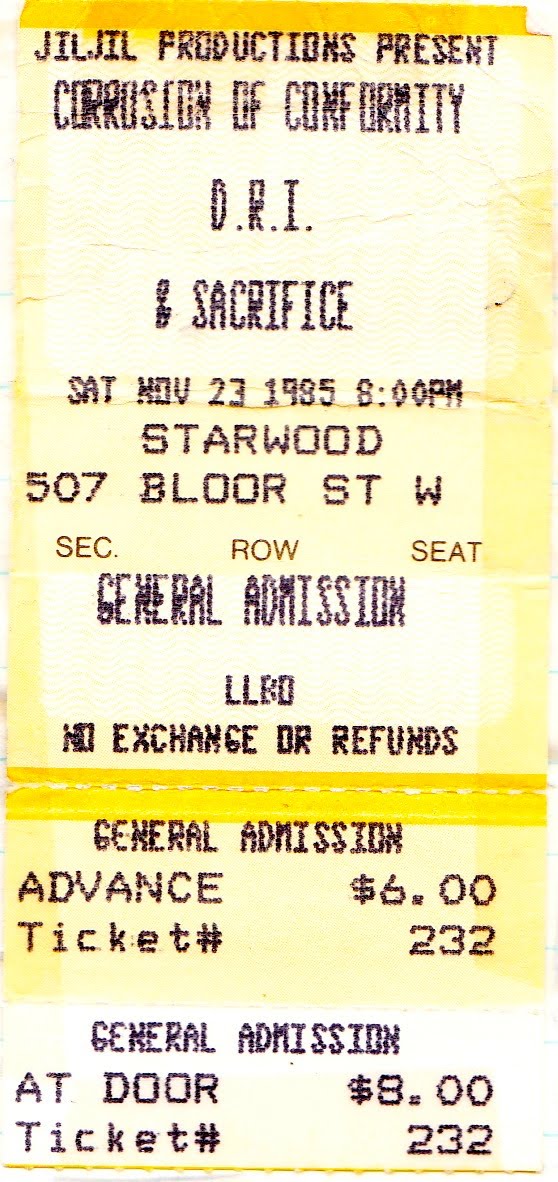 JILJIL PRODUCTIONS PRESENT
CORROSION OF CONFORMITY
D.R.I.
& SACRIFICE
SAT NOV 23 1985 8:00PM
STARWOOD
507 BLOOR ST W
SEC. ROW SEAT
GENERAL ADMISSION
LLBO
NO EXCHANGE OR REFUNDS
GENERAL ADMISSION
ADVANCE $6.00
Ticket# 232
GENERAL ADMISSION
AT DOOR $8.00
Ticket# 232